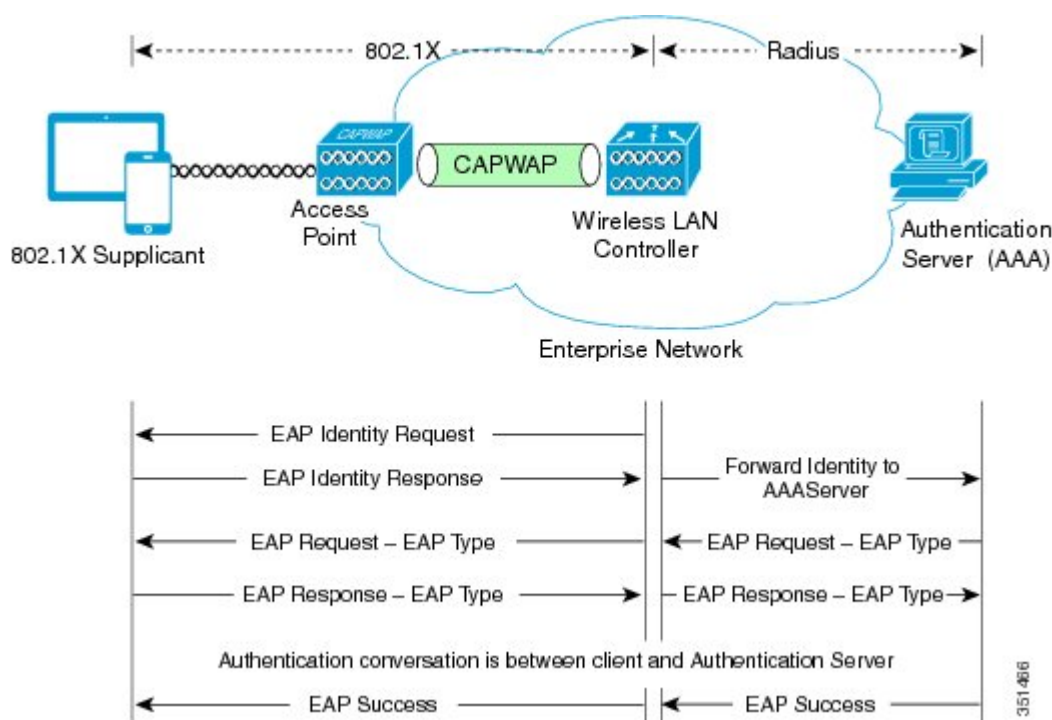 802.1X
Radius
CAPWAP
CAPWAP
802.1X Supplicant
Access
Point
Wireless LAN
Controller
Authentication
Server (AAA)
Enterprise Network
EAP Identity Request
EAP Identity Response
Forward Identity to
AAAServer
EAP Request – EAP Type
EAP Request – EAP Type
EAP Response – EAP Type
EAP Response – EAP Type
Authentication conversation is between client and Authentication Server
EAP Success
EAP Success
351466